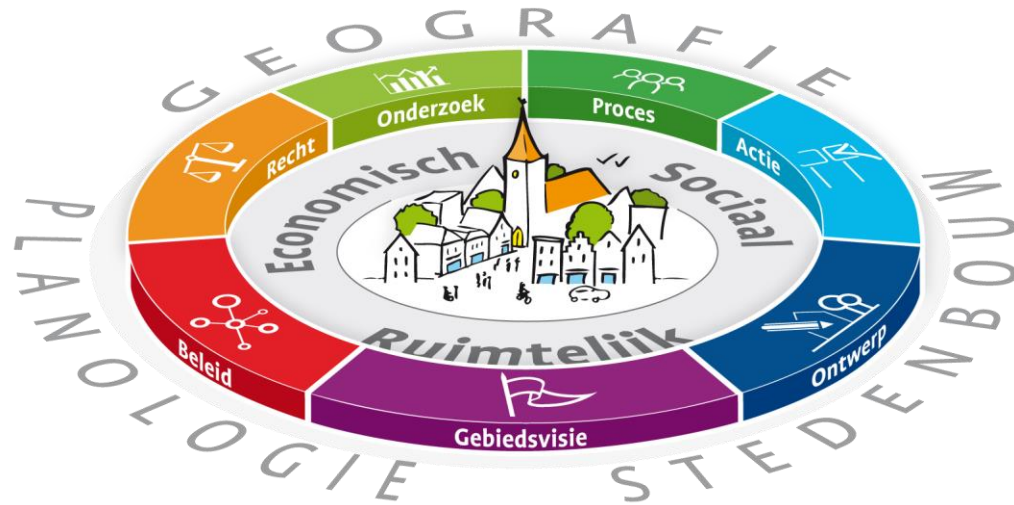 GEOGRAFIE
Onderzoek
Proces
Recht
Actie
Economisch
Sociaal
Ruimtelijk
Beleid
Ontwerp
Gebiedsvisie
PLANOLOGIE
STEDENBOUW